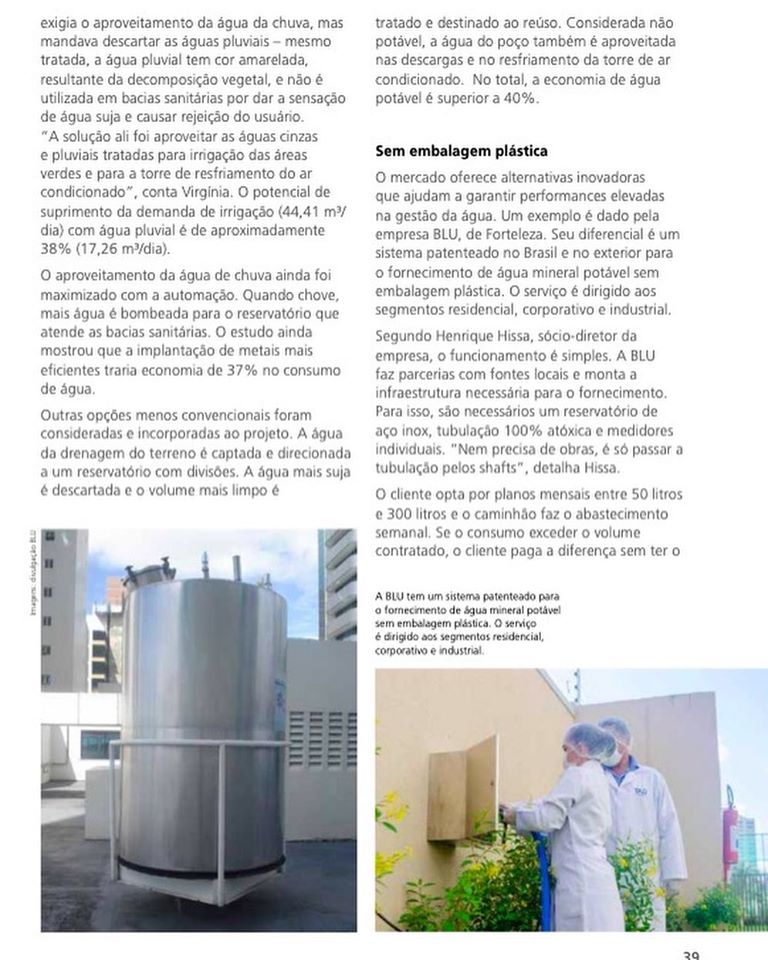 exigia o aproveitamento da água da chuva, mas
mandava descartar as águas pluviais – mesmo
tratada, a água pluvial tem cor amarelada,
resultante da decomposição vegetal, e não é
utilizada em bacias sanitárias por dar a sensação
de água suja e causar rejeição do usuário.
“A solução ali foi aproveitar as águas cinzas
e pluviais tratadas para irrigação das áreas
verdes e para a torre de resfriamento do ar
condicionado”, conta Virgínia. O potencial de
suprimento da demanda de irrigação (44,41 m³/
dia) com água pluvial é de aproximadamente
38% (17,26 m³/dia).
O aproveitamento da água de chuva ainda foi
maximizado com a automação. Quando chove,
mais água é bombeada para o reservatório que
atende as bacias sanitárias. O estudo ainda
mostrou que a implantação de metais mais
eficientes traria economia de 37% no consumo
de água.
Outras opções menos convencionais foram
consideradas e incorporadas ao projeto. A água
da drenagem do terreno é captada e direcionada
a um reservatório com divisões. A água mais suja
é descartada e o volume mais limpo é
Imagens: divulgação BLU
tratado e destinado ao reúso. Considerada não
potável, a água do poço também é aproveitada
nas descargas e no resfriamento da torre de ar
condicionado. No total, a economia de água
potável é superior a 40%.
Sem embalagem plástica
O mercado oferece alternativas inovadoras
que ajudam a garantir performances elevadas
na gestão da água. Um exemplo é dado pela
empresa BLU, de Forteleza. Seu diferencial é um
sistema patenteado no Brasil e no exterior para
o fornecimento de água mineral potável sem
embalagem plástica. O serviço é dirigido aos
segmentos residencial, corporativo e industrial.
Segundo Henrique Hissa, sócio-diretor da
empresa, o funcionamento é simples. A BLU
faz parcerias com fontes locais e monta a
infraestrutura necessária para o fornecimento.
Para isso, são necessários um reservatório de
aço inox, tubulação 100% atóxica e medidores
individuais. “Nem precisa de obras, é só passar a
tubulação pelos shafts”, detalha Hissa.
O cliente opta por planos mensais entre 50 litros
e 300 litros e o caminhão faz o abastecimento
semanal. Se o consumo exceder o volume
contratado, o cliente paga a diferença sem ter o
A BLU tem um sistema patenteado para
o fornecimento de água mineral potável
sem embalagem plástica. O serviço
é dirigido aos segmentos residencial,
corporativo e industrial.
BLU
39